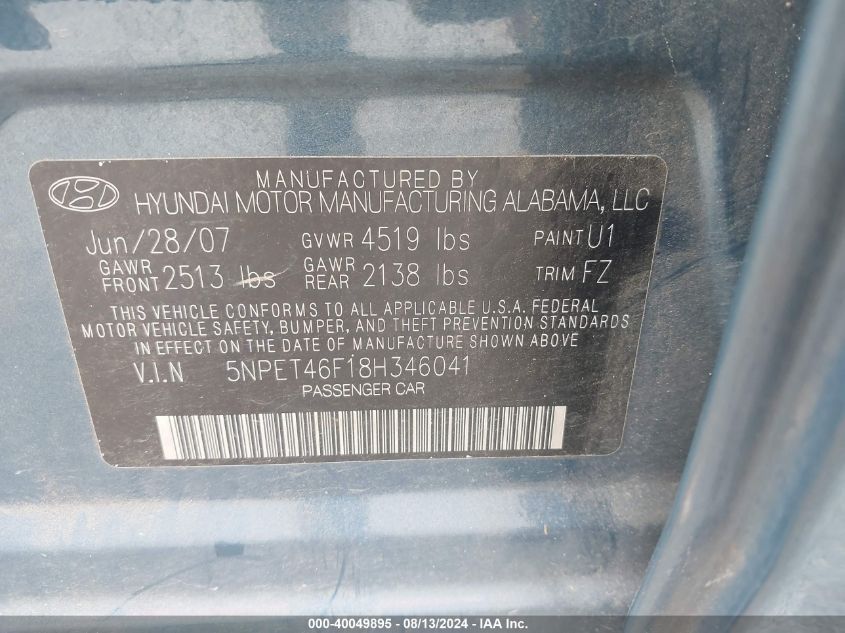 MANUFACTURED BY
HYUNDAI MOTOR MANUFACTURING ALABAMA, LLC
Jun/28/07 GVWR 4519 lbs PAINT U1
GAWR FRONT 2513 lbs GAWR REAR 2138 lbs TRIM FZ
THIS VEHICLE CONFORMS TO ALL APPLICABLE U.S.A. FEDERAL
MOTOR VEHICLE SAFETY, BUMPER, AND THEFT PREVENTION STANDARDS
IN EFFECT ON THE DATE OF MANUFACTURE SHOWN ABOVE
V.I.N 5NPET46F18H346041
PASSENGER CAR
000-40049895 - 08/13/2024 - IAA Inc.